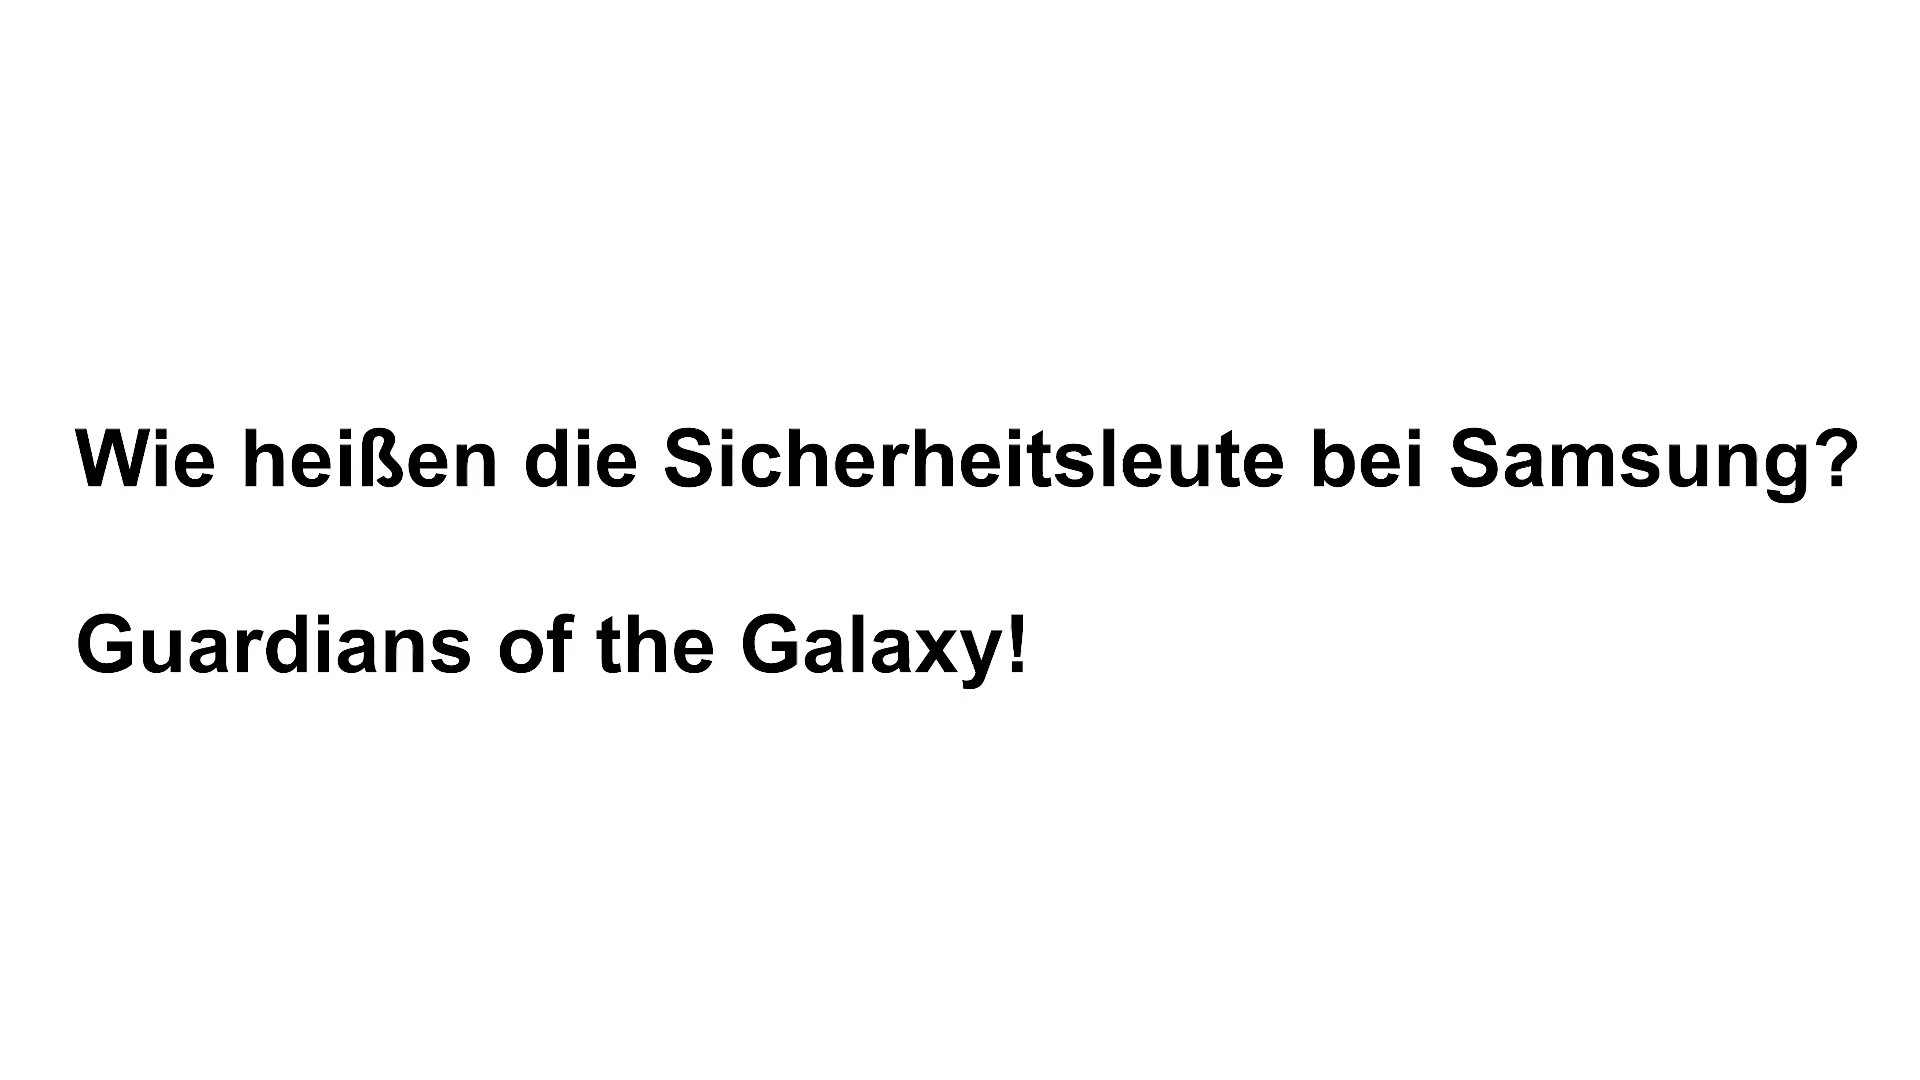 Wie heißen die Sicherheitsleute bei Samsung?
Guardians of the Galaxy!